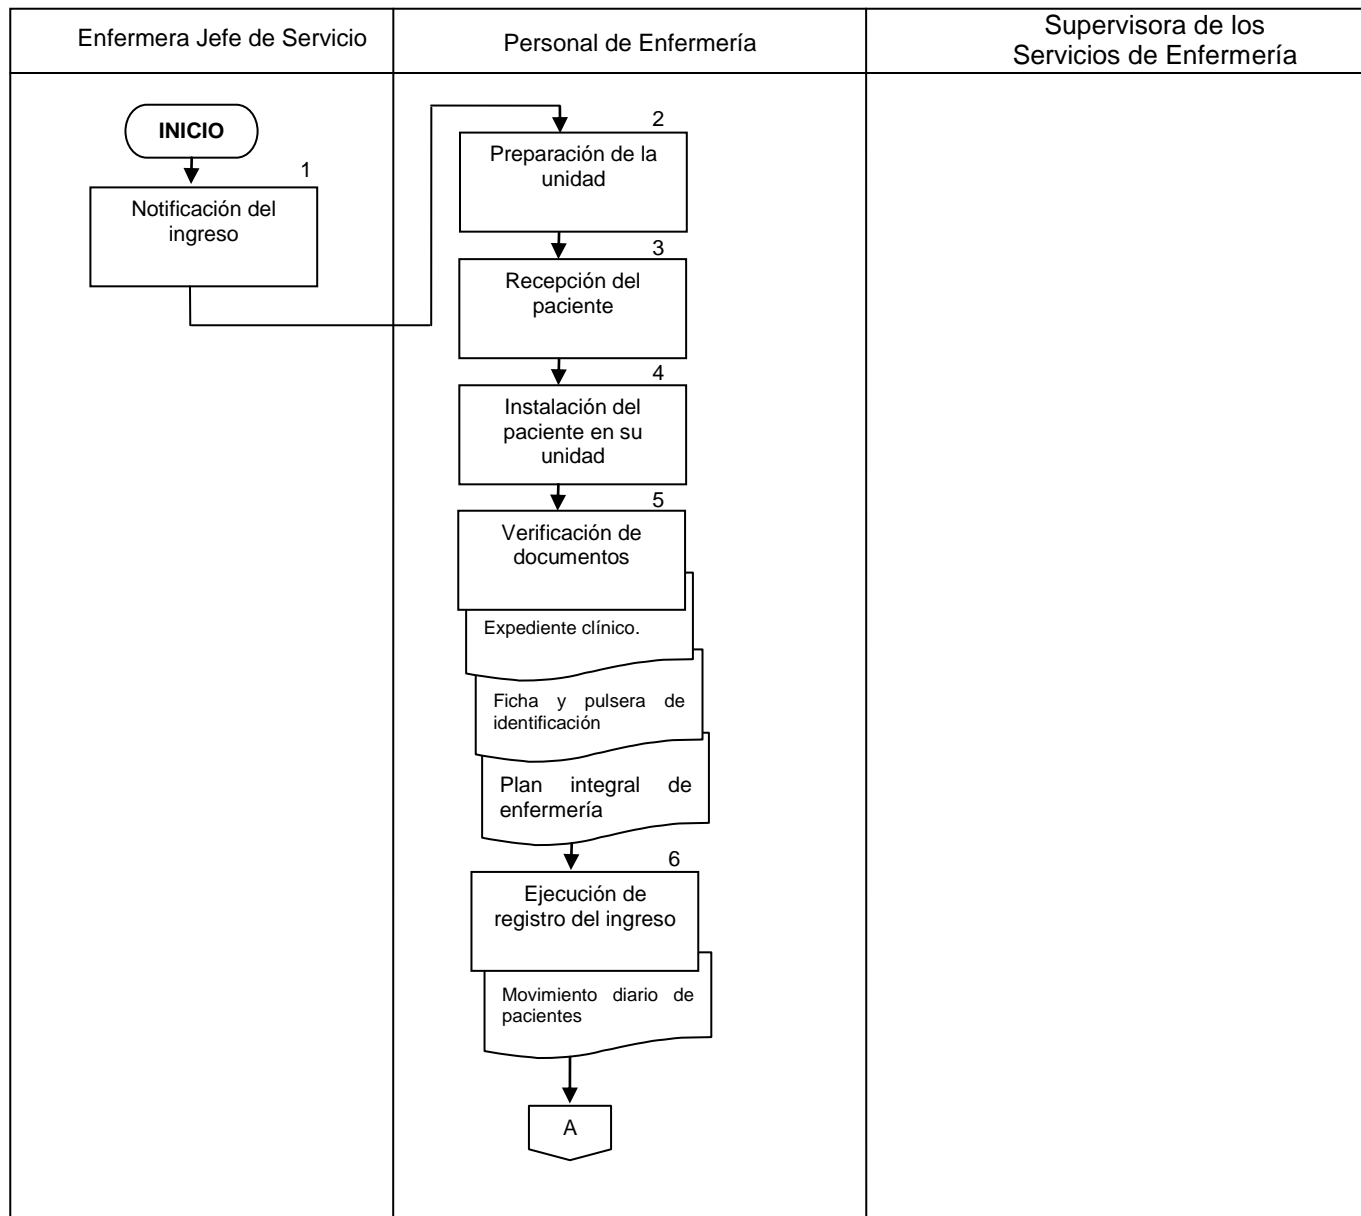 Enfermera Jefe de Servicio
Personal de Enfermería
Supervisora de los
Servicios de Enfermería
INICIO
1
Notificación del
ingreso
2
Preparación de la
unidad
3
Recepción del
paciente
4
Instalación del
paciente en su
unidad
5
Verificación de
documentos
Expediente clínico.
Ficha y pulsera de
identificación
Plan integral de
enfermería
6
Ejecución de
registro del ingreso
Movimiento diario de
pacientes
A